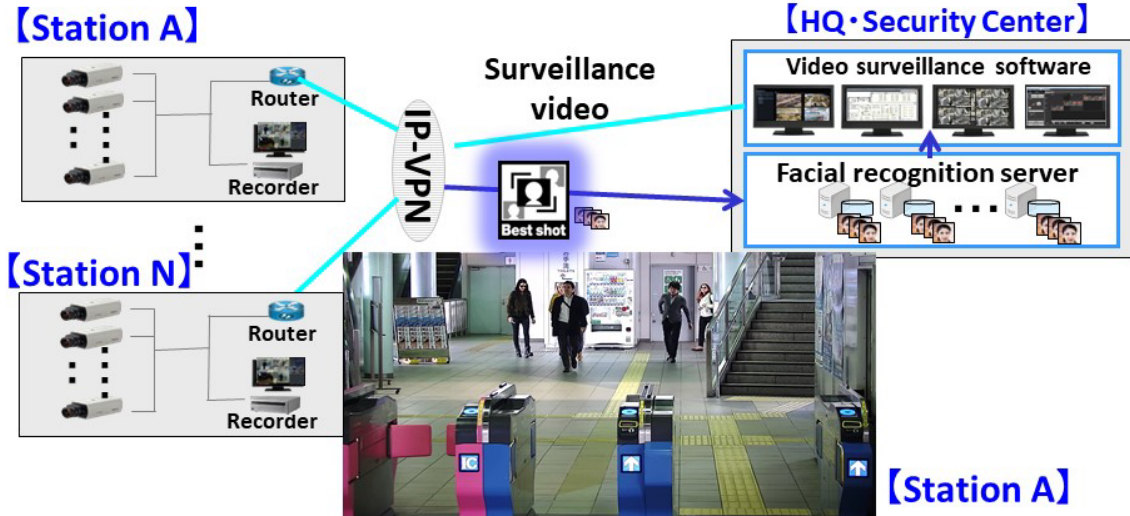 【Station A】
Router
Recorder
【Station N】
Router
Recorder
IP-VPN
Surveillance
video
Best shot
【HQ・Security Center】
Video surveillance software
Facial recognition server
IC
【Station A】